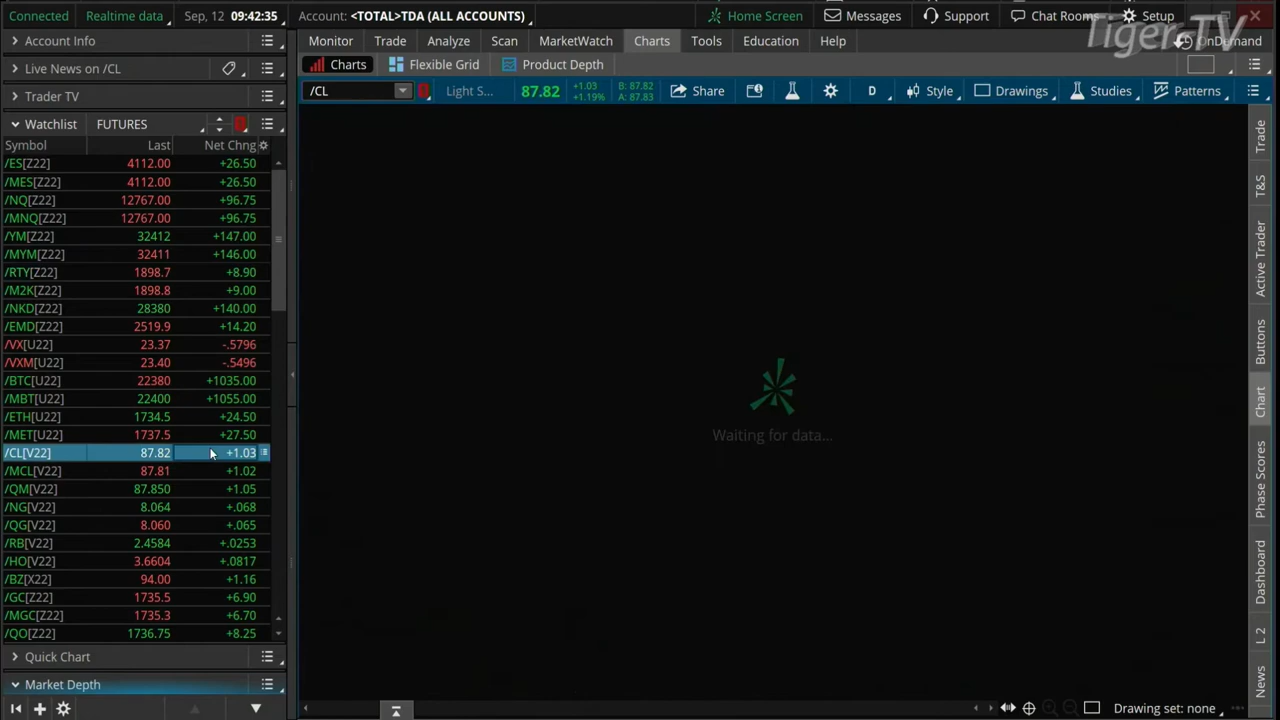 Connected Realtime data Sep, 12 09:42:35 Account: <TOTAL>TDA (ALL ACCOUNTS) Home Screen Messages Support Chat Rooms Setup
TigerTV
Account Info Monitor Trade Analyze Scan MarketWatch Charts Tools Education Help OnDemand
Live News on /CL Charts Flexible Grid Product Depth
Trader TV /CL Light S... 87.82 +1.03 +1.19% B: 87.82 A: 87.83 Share D Style Drawings Studies Patterns
Watchlist FUTURES
Symbol Last Net Chng
/ES[Z22] 4112.00 +26.50
/MES[Z22] 4112.00 +26.50
/NQ[Z22] 12767.00 +96.75
/MNQ[Z22] 12767.00 +96.75
/YM[Z22] 32412 +147.00
/MYM[Z22] 32411 +146.00
/RTY[Z22] 1898.7 +8.90
/M2K[Z22] 1898.8 +9.00
/NKD[Z22] 28380 +140.00
/EMD[Z22] 2519.9 +14.20
/VX[U22] 23.37 -.5796
/VXM[U22] 23.40 -.5496
/BTC[U22] 22380 +1035.00
/MBT[U22] 22400 +1055.00
/ETH[U22] 1734.5 +24.50
/MET[U22] 1737.5 +27.50
/CL[V22] 87.82 +1.03
/MCL[V22] 87.81 +1.02
/QM[V22] 87.850 +1.05
/NG[V22] 8.064 +.068
/QG[V22] 8.060 +.065
/RB[V22] 2.4584 +.0253
/HO[V22] 3.6604 +.0817
/BZ[X22] 94.00 +1.16
/GC[Z22] 1735.5 +6.90
/MGC[Z22] 1735.3 +6.70
/QO[Z22] 1736.75 +8.25
Quick Chart
Market Depth
Waiting for data...
Trade
T&S
Active Trader
Buttons
Chart
Phase Scores
Dashboard
L 2
News
Drawing set: none